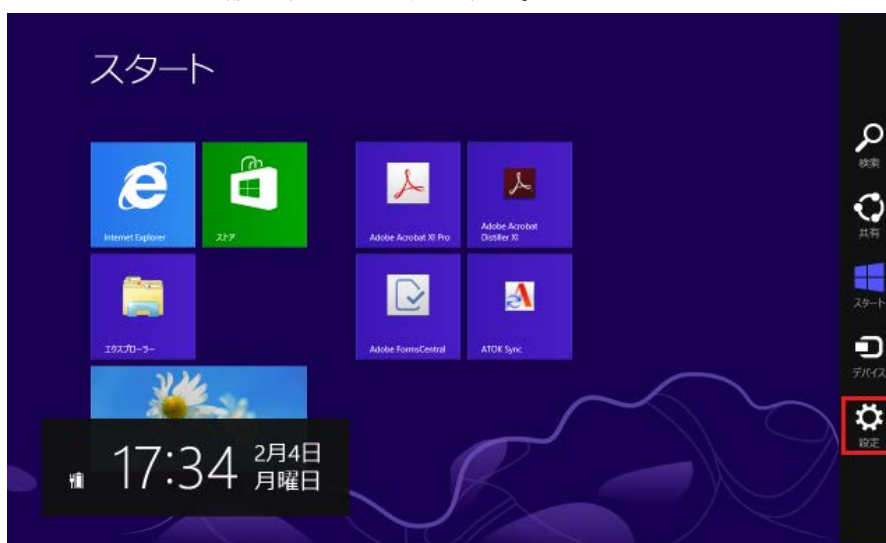 スタート
検索
Internet Explorer
ストア
Adobe Acrobat XI Pro
Adobe Acrobat
Distiller XI
共有
スタート
エクスプローラー
Adobe FormsCentral
ATOK Sync
デバイス
設定
17:34
2月4日
月曜日